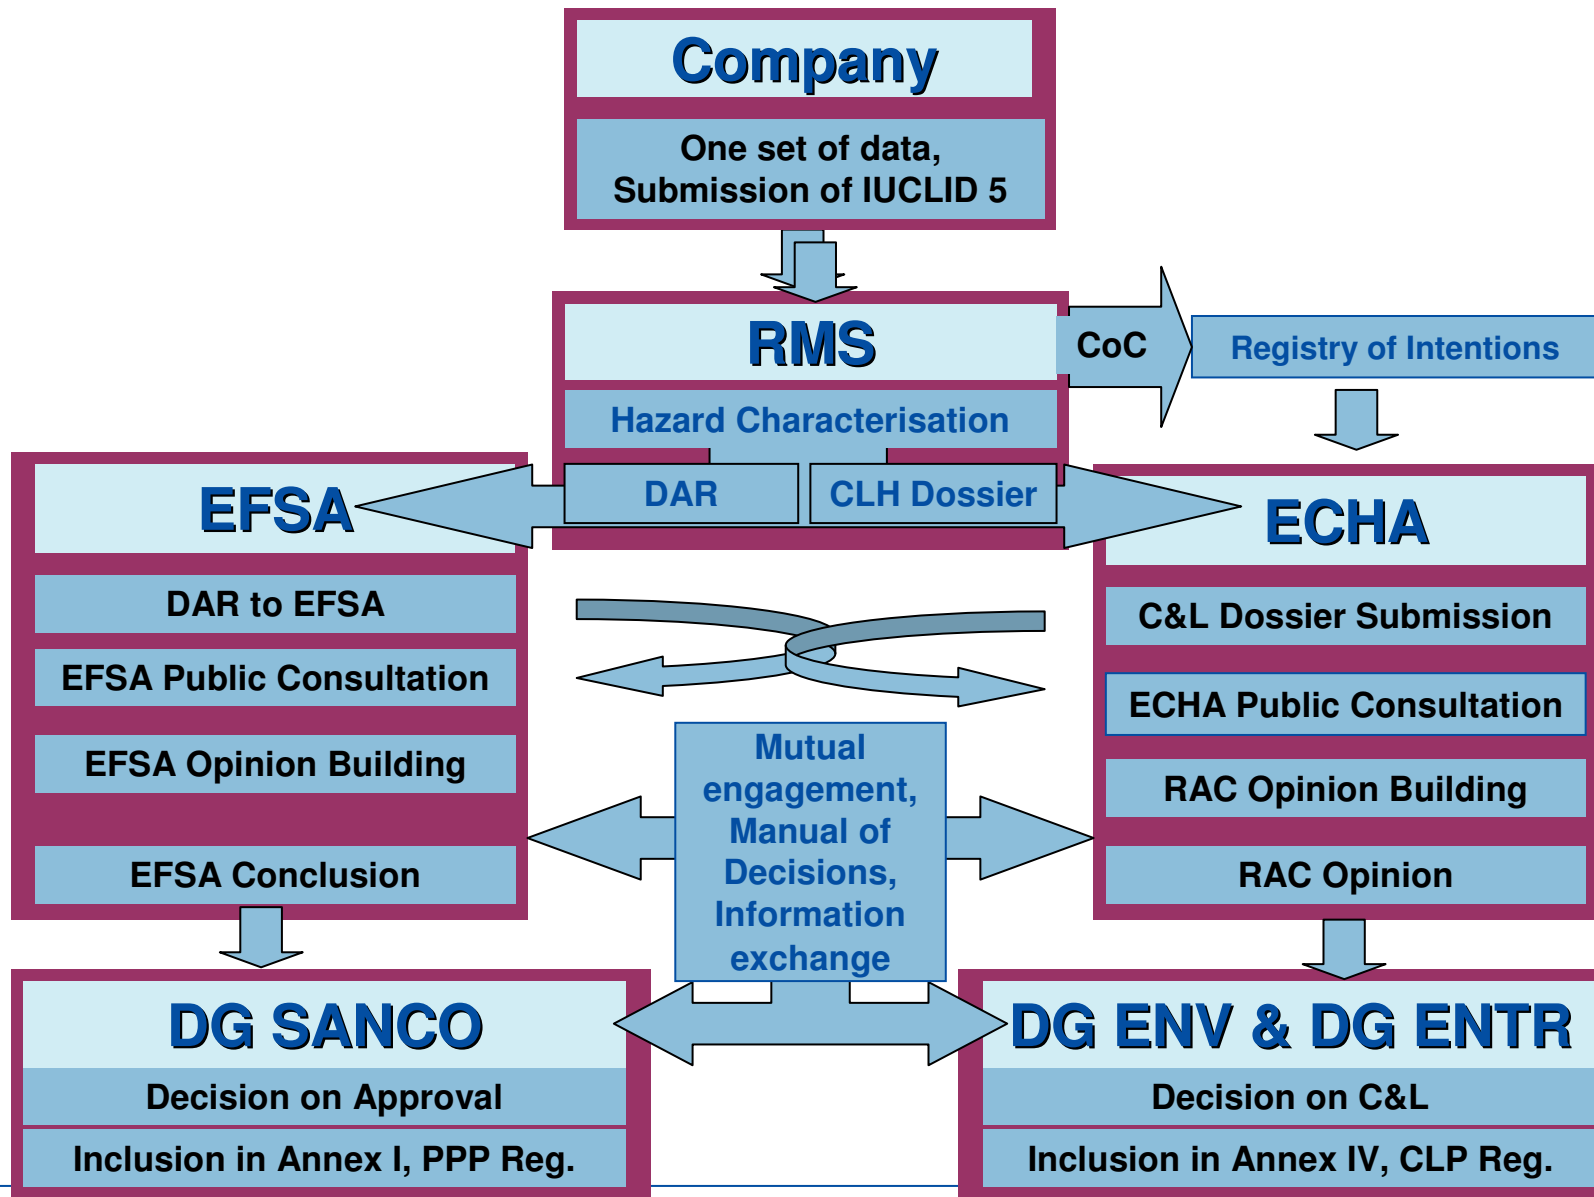 Company
One set of data,
Submission of IUCLID 5
RMS
CoC
Registry of Intentions
Hazard Characterisation
DAR
CLH Dossier
EFSA
DAR to EFSA
EFSA Public Consultation
EFSA Opinion Building
EFSA Conclusion
ECHA
C&L Dossier Submission
ECHA Public Consultation
RAC Opinion Building
RAC Opinion
Mutual
engagement,
Manual of
Decisions,
Information
exchange
DG SANCO
Decision on Approval
Inclusion in Annex I, PPP Reg.
DG ENV & DG ENTR
Decision on C&L
Inclusion in Annex IV, CLP Reg.